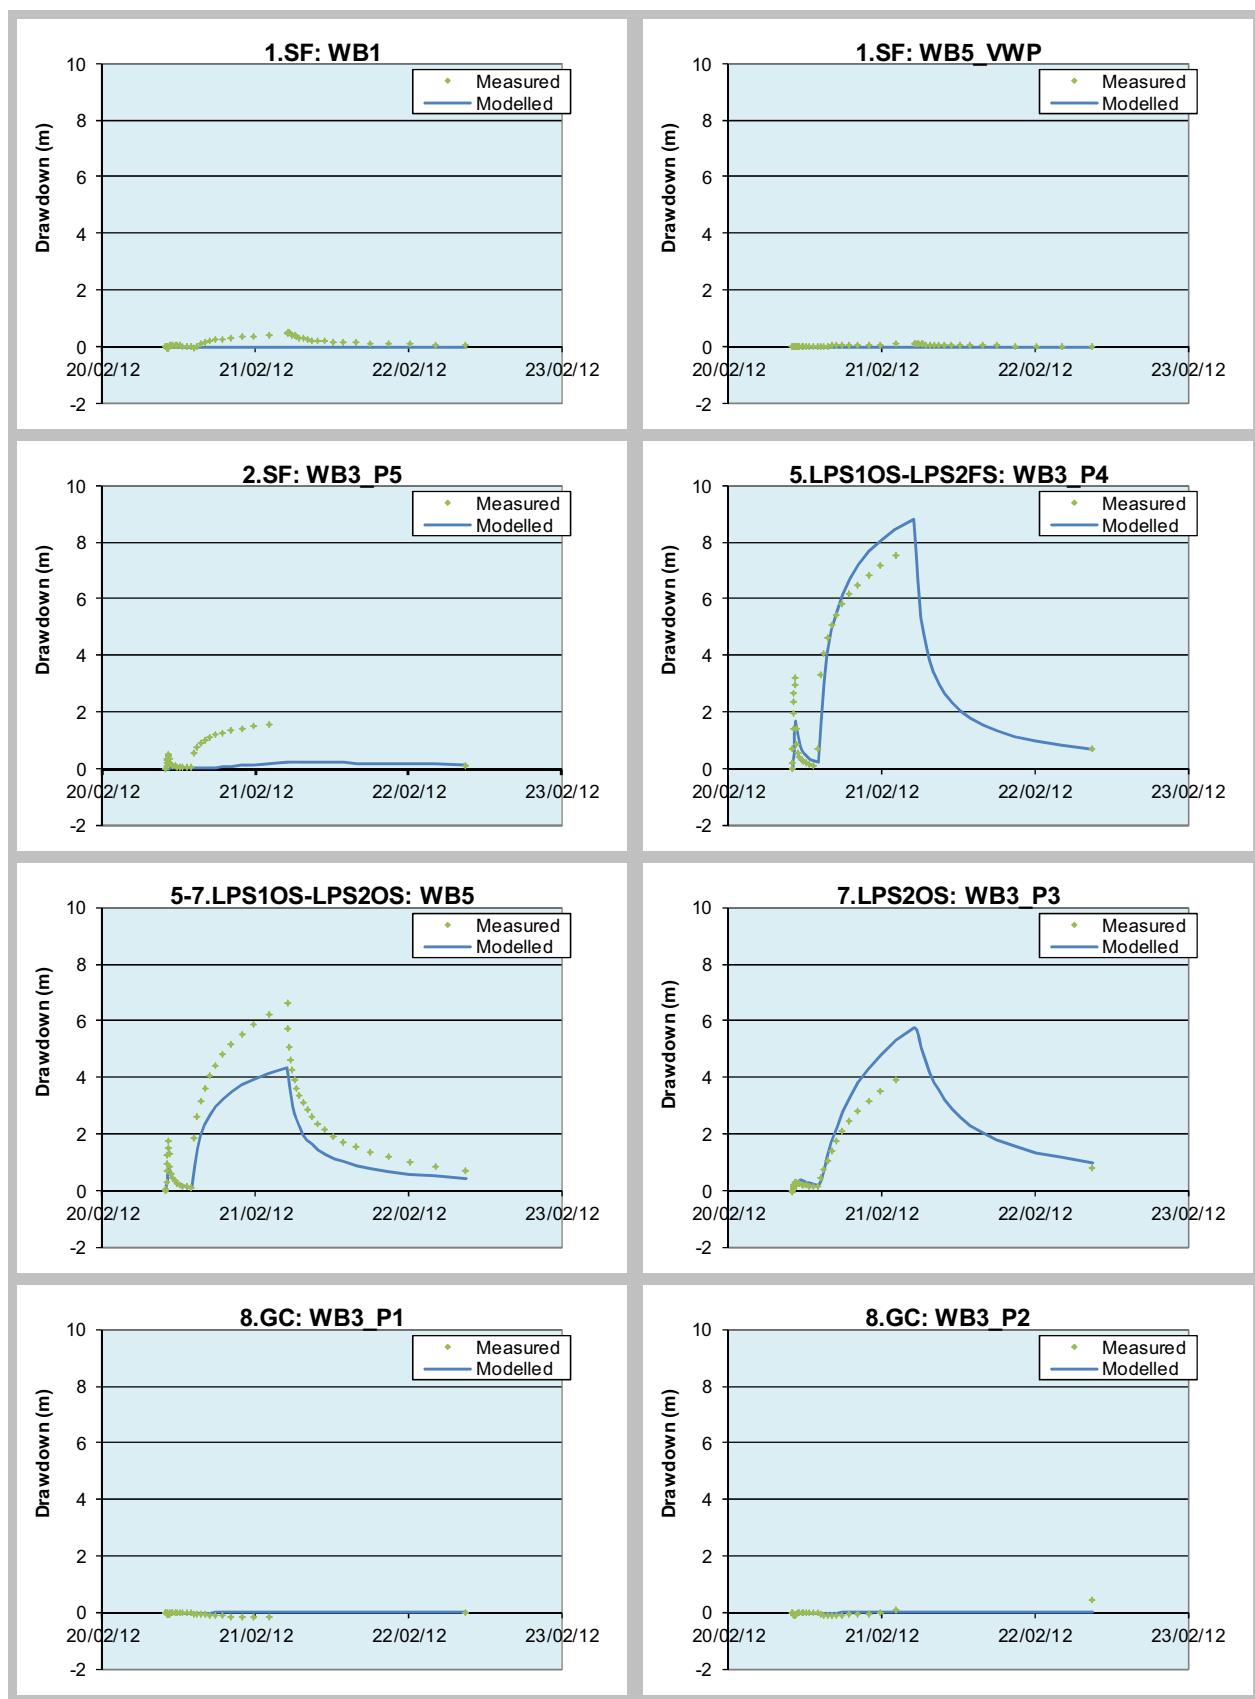 1.SF: WB1
10
8
6
4
2
0
-2
Drawdown (m)
Measured
Modelled
20/02/12 21/02/12 22/02/12 23/02/12
1.SF: WB5_VWP
10
8
6
4
2
0
-2
Drawdown (m)
Measured
Modelled
20/02/12 21/02/12 22/02/12 23/02/12
2.SF: WB3_P5
10
8
6
4
2
0
-2
Drawdown (m)
Measured
Modelled
20/02/12 21/02/12 22/02/12 23/02/12
5.LPS1OS-LPS2FS: WB3_P4
10
8
6
4
2
0
-2
Drawdown (m)
Measured
Modelled
20/02/12 21/02/12 22/02/12 23/02/12
5-7.LPS1OS-LPS2OS: WB5
10
8
6
4
2
0
-2
Drawdown (m)
Measured
Modelled
20/02/12 21/02/12 22/02/12 23/02/12
7.LPS2OS: WB3_P3
10
8
6
4
2
0
-2
Drawdown (m)
Measured
Modelled
20/02/12 21/02/12 22/02/12 23/02/12
8.GC: WB3_P1
10
8
6
4
2
0
-2
Drawdown (m)
Measured
Modelled
20/02/12 21/02/12 22/02/12 23/02/12
8.GC: WB3_P2
10
8
6
4
2
0
-2
Drawdown (m)
Measured
Modelled
20/02/12 21/02/12 22/02/12 23/02/12